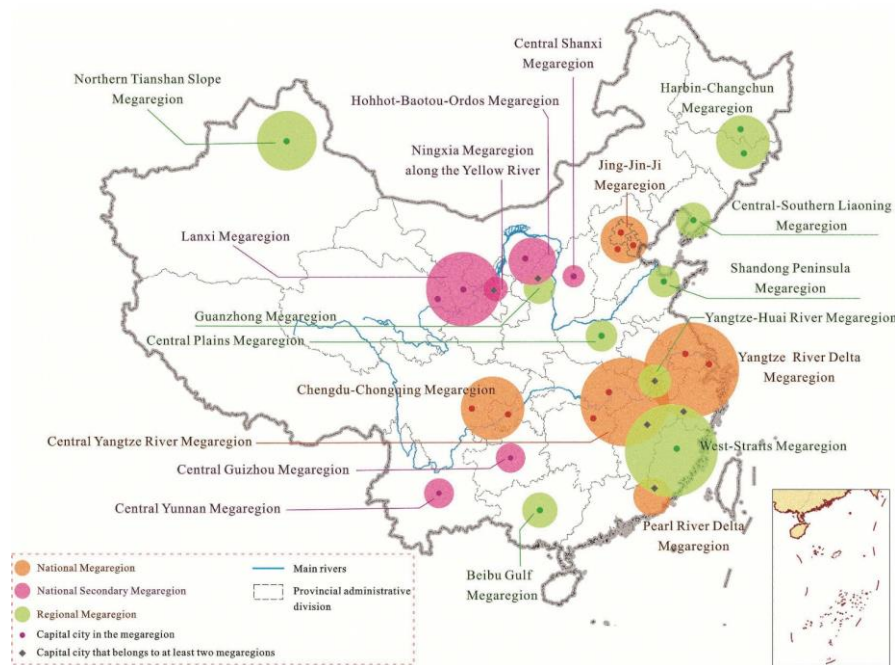 Central Shanxi
Megaregion
Northern Tianshan Slope
Megaregion
Hohhot-Baotou-Ordos Megaregion
Harbin-Changchun
Megaregion
Ningxia Megaregion
along the Yellow River
Jing-Jin-Ji
Megaregion
Central-Southern Liaoning
Megaregion
Lanxi Megaregion
Shandong Peninsula
Megaregion
Guanzhong Megaregion
Yangtze-Huai River Megaregion
Central Plains Megaregion
Yangtze River Delta
Megaregion
Chengdu-Chongqing Megaregion
Central Yangtze River Megaregion
West-Straits Megaregion
Central Guizhou Megaregion
Central Yunnan Megaregion
Pearl River Delta
Megaregion
Beibu Gulf
Megaregion
National Megaregion
Main rivers
National Secondary Megaregion
Provincial administrative
division
Regional Megaregion
Capital city in the megaregion
Capital city that belongs to at least two megaregions